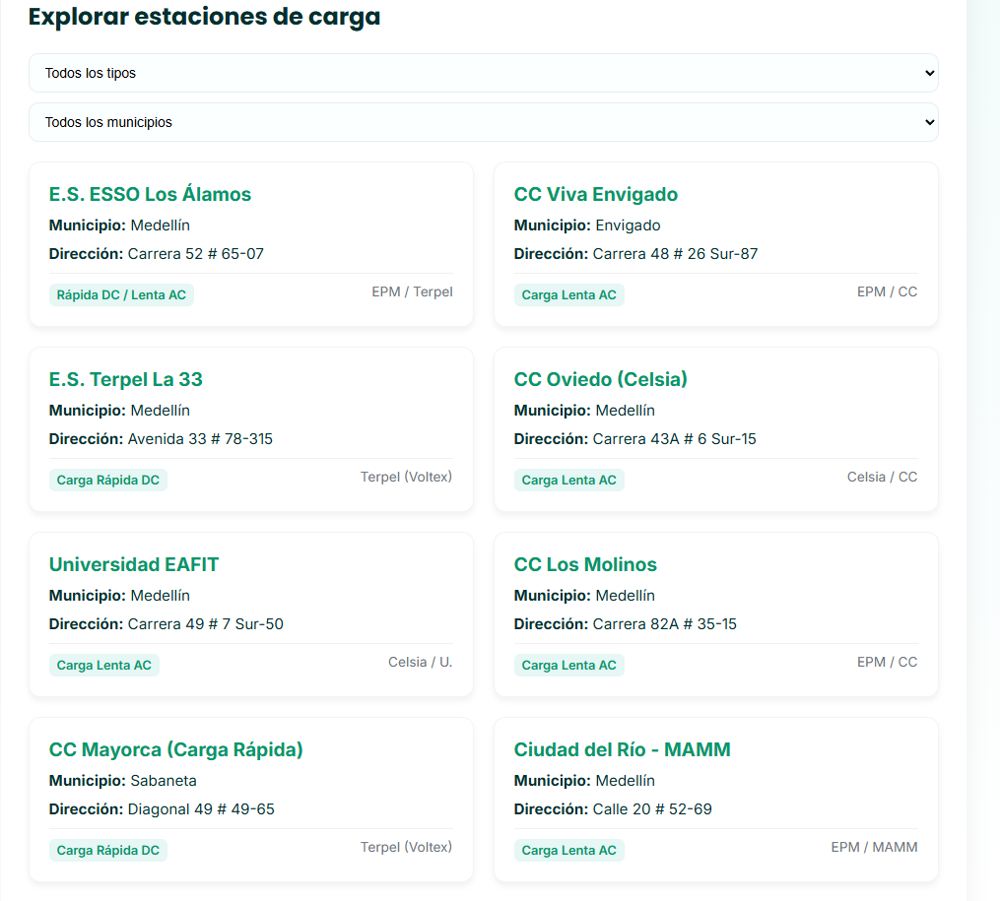 Explorar estaciones de carga
Todos los tipos
Todos los municipios
E.S. ESSO Los Álamos
Municipio: Medellín
Dirección: Carrera 52 # 65-07
Rápida DC / Lenta AC
EPM / Terpel
CC Viva Envigado
Municipio: Envigado
Dirección: Carrera 48 # 26 Sur-87
Carga Lenta AC
EPM / CC
E.S. Terpel La 33
Municipio: Medellín
Dirección: Avenida 33 # 78-315
Carga Rápida DC
Terpel (Voltex)
CC Oviedo (Celsia)
Municipio: Medellín
Dirección: Carrera 43A # 6 Sur-15
Carga Lenta AC
Celsia / CC
Universidad EAFIT
Municipio: Medellín
Dirección: Carrera 49 # 7 Sur-50
Carga Lenta AC
Celsia / U.
CC Los Molinos
Municipio: Medellín
Dirección: Carrera 82A # 35-15
Carga Lenta AC
EPM / CC
CC Mayorca (Carga Rápida)
Municipio: Sabaneta
Dirección: Diagonal 49 # 49-65
Carga Rápida DC
Terpel (Voltex)
Ciudad del Río - MAMM
Municipio: Medellín
Dirección: Calle 20 # 52-69
Carga Lenta AC
EPM / MAMM